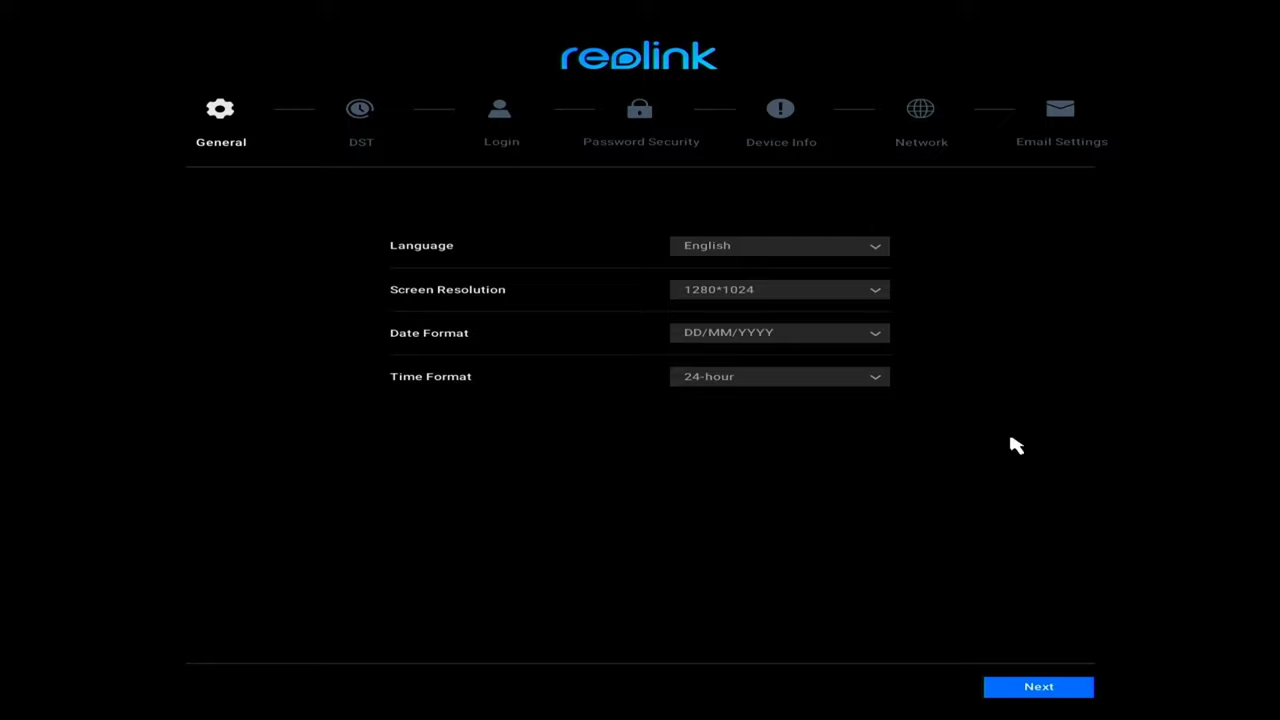 reolink
General DST Login Password Security Device Info Network Email Settings
Language English
Screen Resolution 1280*1024
Date Format DD/MM/YYYY
Time Format 24-hour
Next